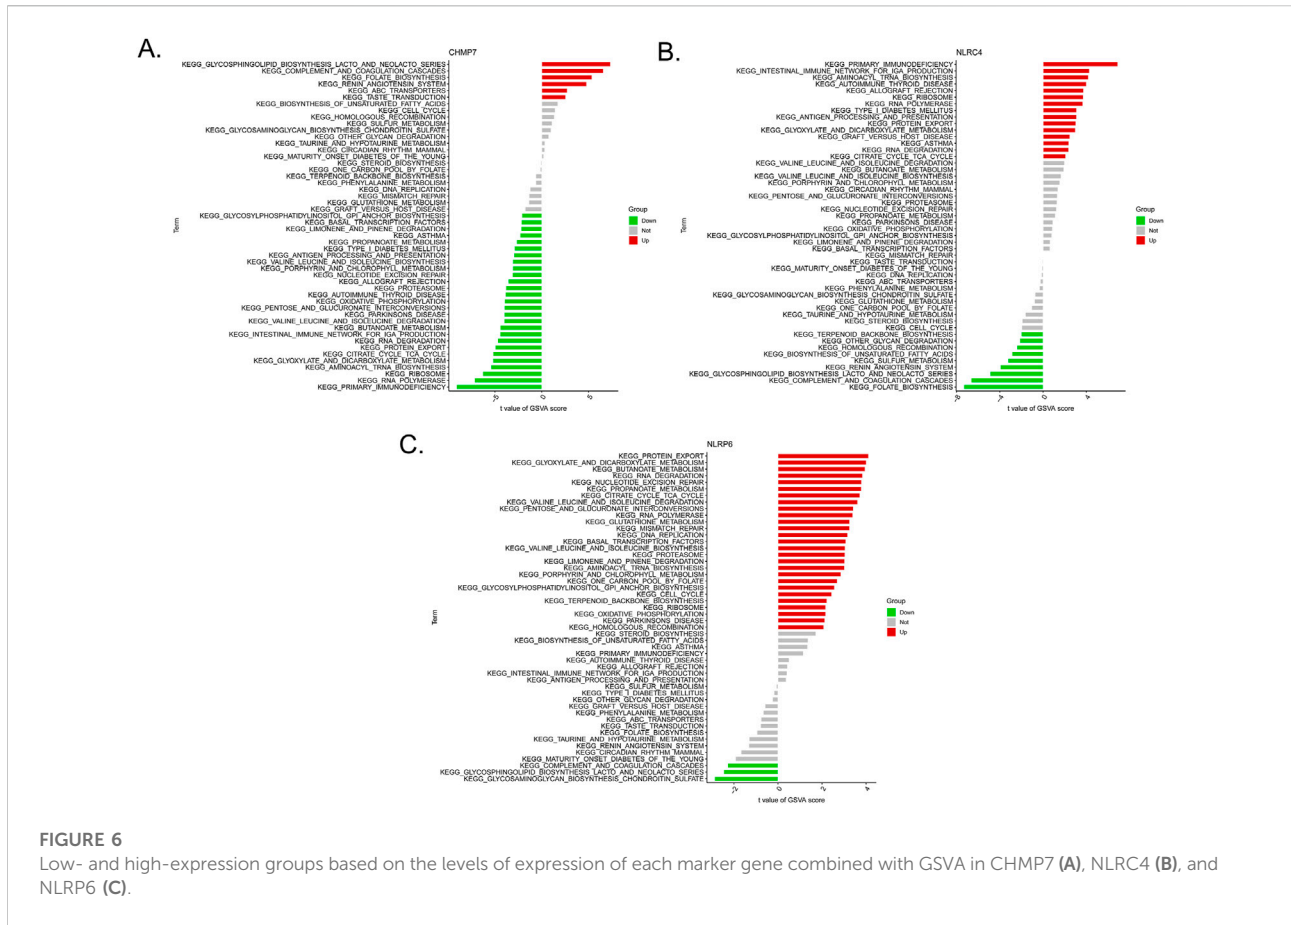 A.
CHMP7
KEGG_GLYCOSPHINGOLIPID_BIOSYNTHESIS_LACTO_AND_NEOLACTO_SERIES
KEGG_COMPLEMENT_AND_COAGULATION_CASCADES
KEGG_FOLATE_BIOSYNTHESIS
KEGG_RENIN_ANGIOTENSIN_SYSTEM
KEGG_ABC_TRANSPORTERS
KEGG_TASTE_TRANSDUCTION
KEGG_BIOSYNTHESIS_OF_UNSATURATED_FATTY_ACIDS
KEGG_CELL_CYCLE
KEGG_HOMOLOGOUS_RECOMBINATION
KEGG_SULFUR_METABOLISM
KEGG_GLYCOSAMINOGLYCAN_BIOSYNTHESIS_CHONDROITIN_SULFATE
KEGG_OTHER_GLYCAN_DEGRADATION
KEGG_TAURINE_AND_HYPOTAURINE_METABOLISM
KEGG_CIRCADIAN_RHYTHM_MAMMAL
KEGG_MATURITY_ONSET_DIABETES_OF_THE_YOUNG
KEGG_STEROID_BIOSYNTHESIS
KEGG_ONE_CARBON_POOL_BY_FOLATE
KEGG_TERPENOID_BACKBONE_BIOSYNTHESIS
KEGG_PHENYLALANINE_METABOLISM
KEGG_DNA_REPLICATION
KEGG_MISMATCH_REPAIR
KEGG_GLUTATHIONE_METABOLISM
KEGG_GRAFT_VERSUS_HOST_DISEASE
KEGG_GLYCOSYLPHOSPHATIDYLINOSITOL_GPI_ANCHOR_BIOSYNTHESIS
KEGG_BASAL_TRANSCRIPTION_FACTORS
KEGG_LIMONENE_AND_PINENE_DEGRADATION
KEGG_ASTHMA
KEGG_PROPANOATE_METABOLISM
KEGG_TYPE_I_DIABETES_MELLITUS
KEGG_ANTIGEN_PROCESSING_AND_PRESENTATION
KEGG_VALINE_LEUCINE_AND_ISOLEUCINE_BIOSYNTHESIS
KEGG_PORPHYRIN_AND_CHLOROPHYLL_METABOLISM
KEGG_NUCLEOTIDE_EXCISION_REPAIR
KEGG_ALLOGRAFT_REJECTION
KEGG_PROTEASOME
KEGG_AUTOIMMUNE_THYROID_DISEASE
KEGG_OXIDATIVE_PHOSPHORYLATION
KEGG_PENTOSE_AND_GLUCURONATE_INTERCONVERSIONS
KEGG_PARKINSONS_DISEASE
KEGG_VALINE_LEUCINE_AND_ISOLEUCINE_DEGRADATION
KEGG_BUTANOATE_METABOLISM
KEGG_INTESTINAL_IMMUNE_NETWORK_FOR_IGA_PRODUCTION
KEGG_RNA_DEGRADATION
KEGG_PROTEIN_EXPORT
KEGG_CITRATE_CYCLE_TCA_CYCLE
KEGG_GLYOXYLATE_AND_DICARBOXYLATE_METABOLISM
KEGG_AMINOACYL_TRNA_BIOSYNTHESIS
KEGG_RIBOSOME
KEGG_RNA_POLYMERASE
KEGG_PRIMARY_IMMUNODEFICIENCY
Term
-5 0 5
t value of GSVA score
Group
Down
Not
Up
B.
NLRC4
KEGG_PRIMARY_IMMUNODEFICIENCY
KEGG_INTESTINAL_IMMUNE_NETWORK_FOR_IGA_PRODUCTION
KEGG_AMINOACYL_TRNA_BIOSYNTHESIS
KEGG_AUTOIMMUNE_THYROID_DISEASE
KEGG_ALLOGRAFT_REJECTION
KEGG_RIBOSOME
KEGG_RNA_POLYMERASE
KEGG_TYPE_I_DIABETES_MELLITUS
KEGG_ANTIGEN_PROCESSING_AND_PRESENTATION
KEGG_PROTEIN_EXPORT
KEGG_GLYOXYLATE_AND_DICARBOXYLATE_METABOLISM
KEGG_GRAFT_VERSUS_HOST_DISEASE
KEGG_ASTHMA
KEGG_RNA_DEGRADATION
KEGG_CITRATE_CYCLE_TCA_CYCLE
KEGG_VALINE_LEUCINE_AND_ISOLEUCINE_DEGRADATION
KEGG_BUTANOATE_METABOLISM
KEGG_VALINE_LEUCINE_AND_ISOLEUCINE_BIOSYNTHESIS
KEGG_PORPHYRIN_AND_CHLOROPHYLL_METABOLISM
KEGG_CIRCADIAN_RHYTHM_MAMMAL
KEGG_PENTOSE_AND_GLUCURONATE_INTERCONVERSIONS
KEGG_PROTEASOME
KEGG_NUCLEOTIDE_EXCISION_REPAIR
KEGG_PROPANOATE_METABOLISM
KEGG_PARKINSONS_DISEASE
KEGG_OXIDATIVE_PHOSPHORYLATION
KEGG_GLYCOSYLPHOSPHATIDYLINOSITOL_GPI_ANCHOR_BIOSYNTHESIS
KEGG_LIMONENE_AND_PINENE_DEGRADATION
KEGG_BASAL_TRANSCRIPTION_FACTORS
KEGG_MISMATCH_REPAIR
KEGG_TASTE_TRANSDUCTION
KEGG_MATURITY_ONSET_DIABETES_OF_THE_YOUNG
KEGG_DNA_REPLICATION
KEGG_ABC_TRANSPORTERS
KEGG_PHENYLALANINE_METABOLISM
KEGG_GLYCOSAMINOGLYCAN_BIOSYNTHESIS_CHONDROITIN_SULFATE
KEGG_GLUTATHIONE_METABOLISM
KEGG_ONE_CARBON_POOL_BY_FOLATE
KEGG_TAURINE_AND_HYPOTAURINE_METABOLISM
KEGG_STEROID_BIOSYNTHESIS
KEGG_CELL_CYCLE
KEGG_TERPENOID_BACKBONE_BIOSYNTHESIS
KEGG_OTHER_GLYCAN_DEGRADATION
KEGG_HOMOLOGOUS_RECOMBINATION
KEGG_BIOSYNTHESIS_OF_UNSATURATED_FATTY_ACIDS
KEGG_SULFUR_METABOLISM
KEGG_RENIN_ANGIOTENSIN_SYSTEM
KEGG_GLYCOSPHINGOLIPID_BIOSYNTHESIS_LACTO_AND_NEOLACTO_SERIES
KEGG_COMPLEMENT_AND_COAGULATION_CASCADES
KEGG_FOLATE_BIOSYNTHESIS
Term
-8 -4 0 4
t value of GSVA score
Group
Down
Not
Up
C.
NLRP6
KEGG_PROTEIN_EXPORT
KEGG_GLYOXYLATE_AND_DICARBOXYLATE_METABOLISM
KEGG_BUTANOATE_METABOLISM
KEGG_RNA_DEGRADATION
KEGG_NUCLEOTIDE_EXCISION_REPAIR
KEGG_PROPANOATE_METABOLISM
KEGG_CITRATE_CYCLE_TCA_CYCLE
KEGG_VALINE_LEUCINE_AND_ISOLEUCINE_DEGRADATION
KEGG_PENTOSE_AND_GLUCURONATE_INTERCONVERSIONS
KEGG_RNA_POLYMERASE
KEGG_GLUTATHIONE_METABOLISM
KEGG_MISMATCH_REPAIR
KEGG_DNA_REPLICATION
KEGG_BASAL_TRANSCRIPTION_FACTORS
KEGG_VALINE_LEUCINE_AND_ISOLEUCINE_BIOSYNTHESIS
KEGG_PROTEASOME
KEGG_LIMONENE_AND_PINENE_DEGRADATION
KEGG_AMINOACYL_TRNA_BIOSYNTHESIS
KEGG_PORPHYRIN_AND_CHLOROPHYLL_METABOLISM
KEGG_ONE_CARBON_POOL_BY_FOLATE
KEGG_GLYCOSYLPHOSPHATIDYLINOSITOL_GPI_ANCHOR_BIOSYNTHESIS
KEGG_CELL_CYCLE
KEGG_TERPENOID_BACKBONE_BIOSYNTHESIS
KEGG_RIBOSOME
KEGG_OXIDATIVE_PHOSPHORYLATION
KEGG_PARKINSONS_DISEASE
KEGG_HOMOLOGOUS_RECOMBINATION
KEGG_STEROID_BIOSYNTHESIS
KEGG_BIOSYNTHESIS_OF_UNSATURATED_FATTY_ACIDS
KEGG_ASTHMA
KEGG_PRIMARY_IMMUNODEFICIENCY
KEGG_AUTOIMMUNE_THYROID_DISEASE
KEGG_ALLOGRAFT_REJECTION
KEGG_INTESTINAL_IMMUNE_NETWORK_FOR_IGA_PRODUCTION
KEGG_ANTIGEN_PROCESSING_AND_PRESENTATION
KEGG_SULFUR_METABOLISM
KEGG_TYPE_I_DIABETES_MELLITUS
KEGG_OTHER_GLYCAN_DEGRADATION
KEGG_GRAFT_VERSUS_HOST_DISEASE
KEGG_PHENYLALANINE_METABOLISM
KEGG_ABC_TRANSPORTERS
KEGG_TASTE_TRANSDUCTION
KEGG_FOLATE_BIOSYNTHESIS
KEGG_TAURINE_AND_HYPOTAURINE_METABOLISM
KEGG_RENIN_ANGIOTENSIN_SYSTEM
KEGG_CIRCADIAN_RHYTHM_MAMMAL
KEGG_MATURITY_ONSET_DIABETES_OF_THE_YOUNG
KEGG_COMPLEMENT_AND_COAGULATION_CASCADES
KEGG_GLYCOSPHINGOLIPID_BIOSYNTHESIS_LACTO_AND_NEOLACTO_SERIES
KEGG_GLYCOSAMINOGLYCAN_BIOSYNTHESIS_CHONDROITIN_SULFATE
Term
-2 0 2 4
t value of GSVA score
Group
Down
Not
Up
FIGURE 6
Low- and high-expression groups based on the levels of expression of each marker gene combined with GSVA in CHMP7 (A), NLRC4 (B), and
NLRP6 (C).